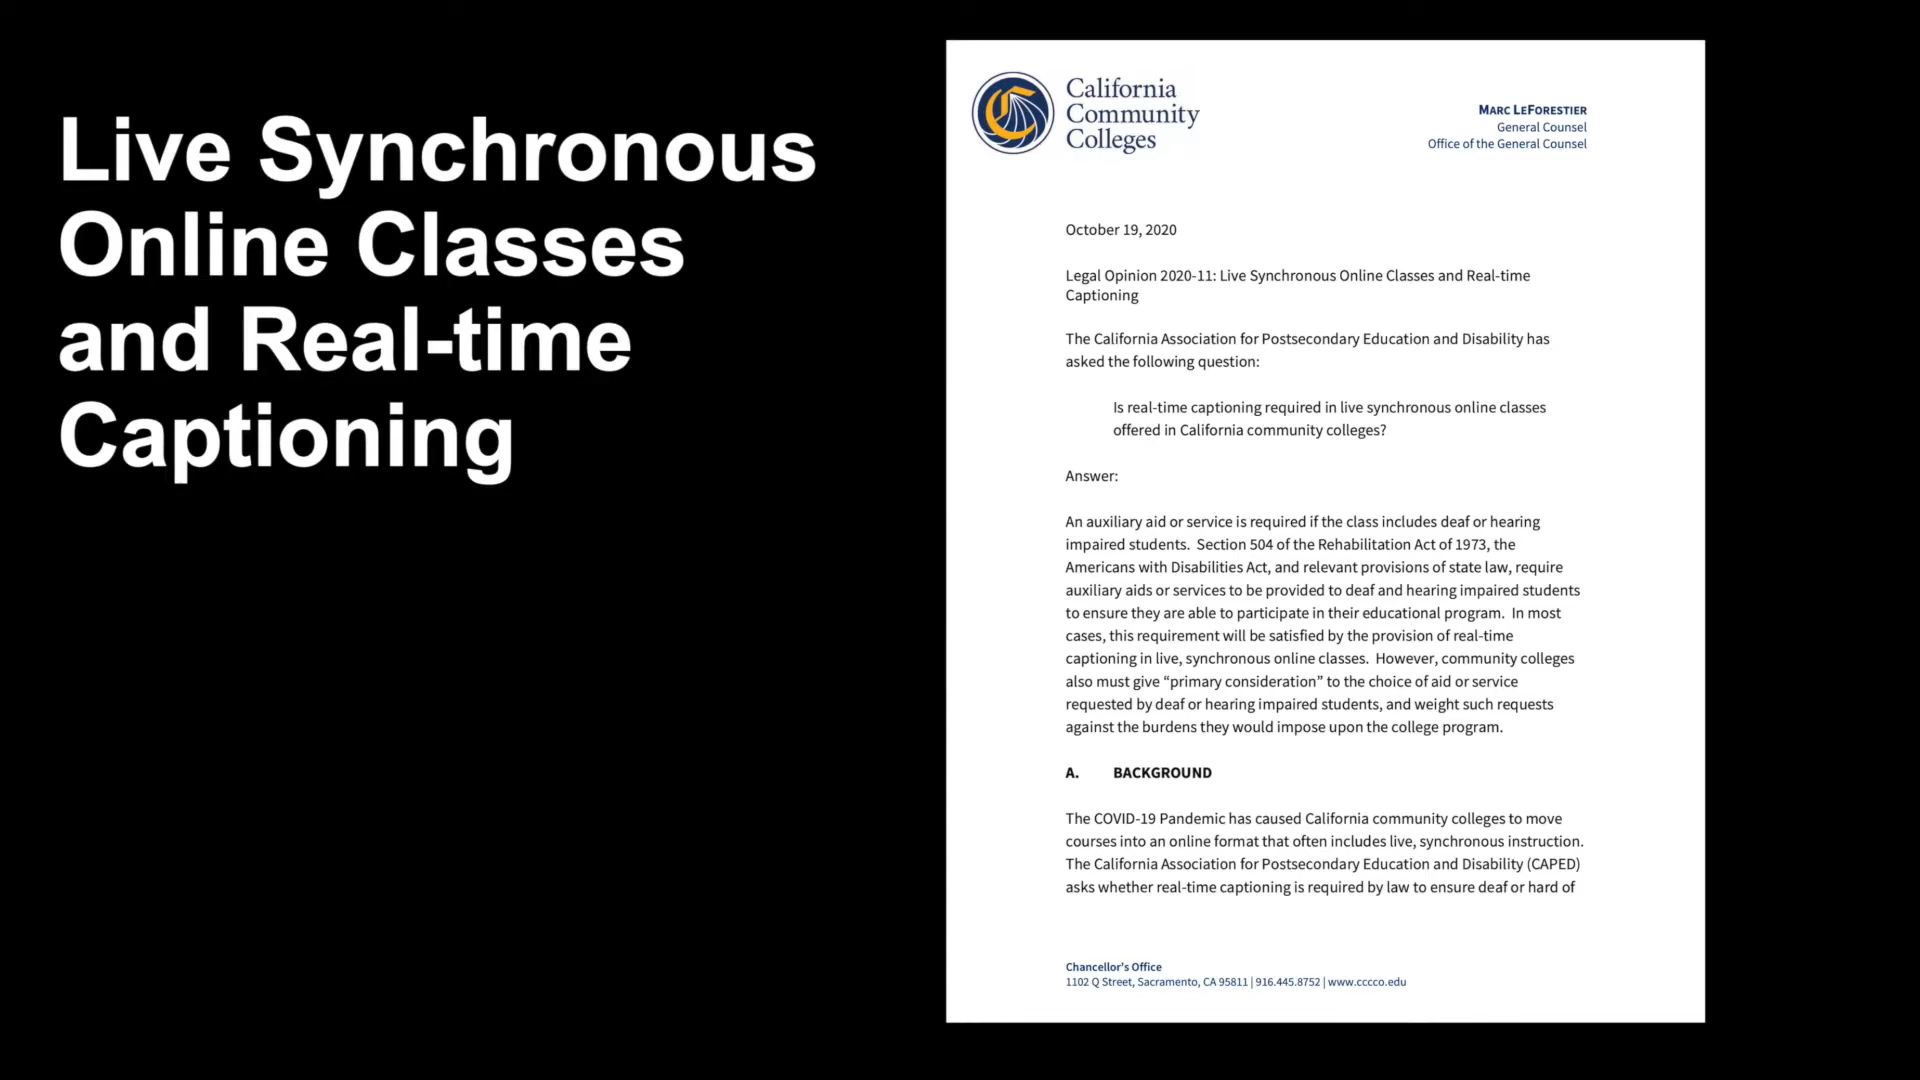 Live Synchronous
Online Classes
and Real-time
Captioning
California
Community
Colleges
MARC LEFORESTIER
General Counsel
Office of the General Counsel
October 19, 2020
Legal Opinion 2020-11: Live Synchronous Online Classes and Real-time
Captioning
The California Association for Postsecondary Education and Disability has
asked the following question:
Is real-time captioning required in live synchronous online classes
offered in California community colleges?
Answer:
An auxiliary aid or service is required if the class includes deaf or hearing
impaired students.  Section 504 of the Rehabilitation Act of 1973, the
Americans with Disabilities Act, and relevant provisions of state law, require
auxiliary aids or services to be provided to deaf and hearing impaired students
to ensure they are able to participate in their educational program.  In most
cases, this requirement will be satisfied by the provision of real-time
captioning in live, synchronous online classes.  However, community colleges
also must give “primary consideration” to the choice of aid or service
requested by deaf or hearing impaired students, and weight such requests
against the burdens they would impose upon the college program.
A. BACKGROUND
The COVID-19 Pandemic has caused California community colleges to move
courses into an online format that often includes live, synchronous instruction.
The California Association for Postsecondary Education and Disability (CAPED)
asks whether real-time captioning is required by law to ensure deaf or hard of
Chancellor's Office
1102 Q Street, Sacramento, CA 95811 | 916.445.8752 | www.cccco.edu